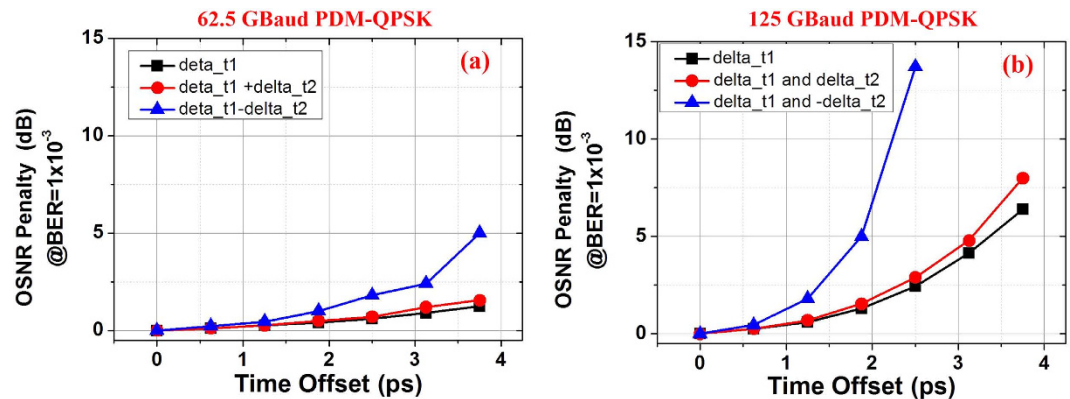 62.5 GBaud PDM-QPSK
(a)
deta_t1
deta_t1 +delta_t2
deta_t1-delta_t2
15
10
5
0
OSNR Penalty (dB)
@BER=1x10⁻³
0 1 2 3 4
Time Offset (ps)
125 GBaud PDM-QPSK
(b)
delta_t1
delta_t1 and delta_t2
delta_t1 and -delta_t2
15
10
5
0
OSNR Penalty (dB)
@BER=1x10⁻³
0 1 2 3 4
Time Offset (ps)